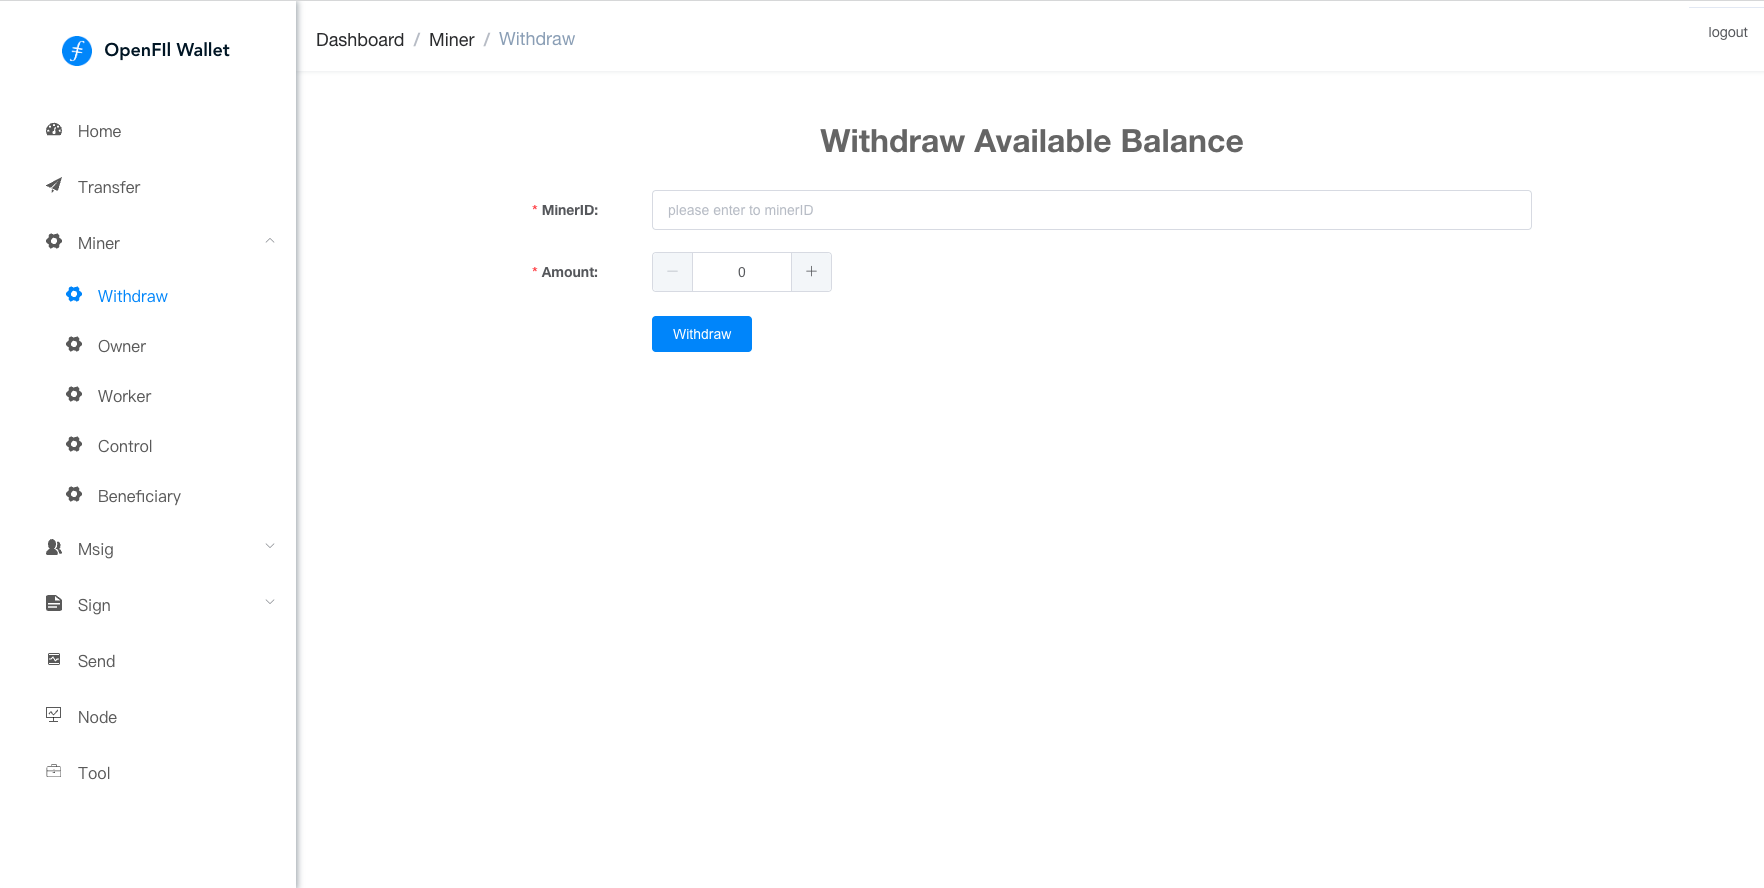 OpenFIl Wallet
Home
Transfer
Miner
Withdraw
Owner
Worker
Control
Beneficiary
Msig
Sign
Send
Node
Tool
Dashboard / Miner / Withdraw
logout
Withdraw Available Balance
* MinerID:
please enter to minerID
* Amount:
0
Withdraw